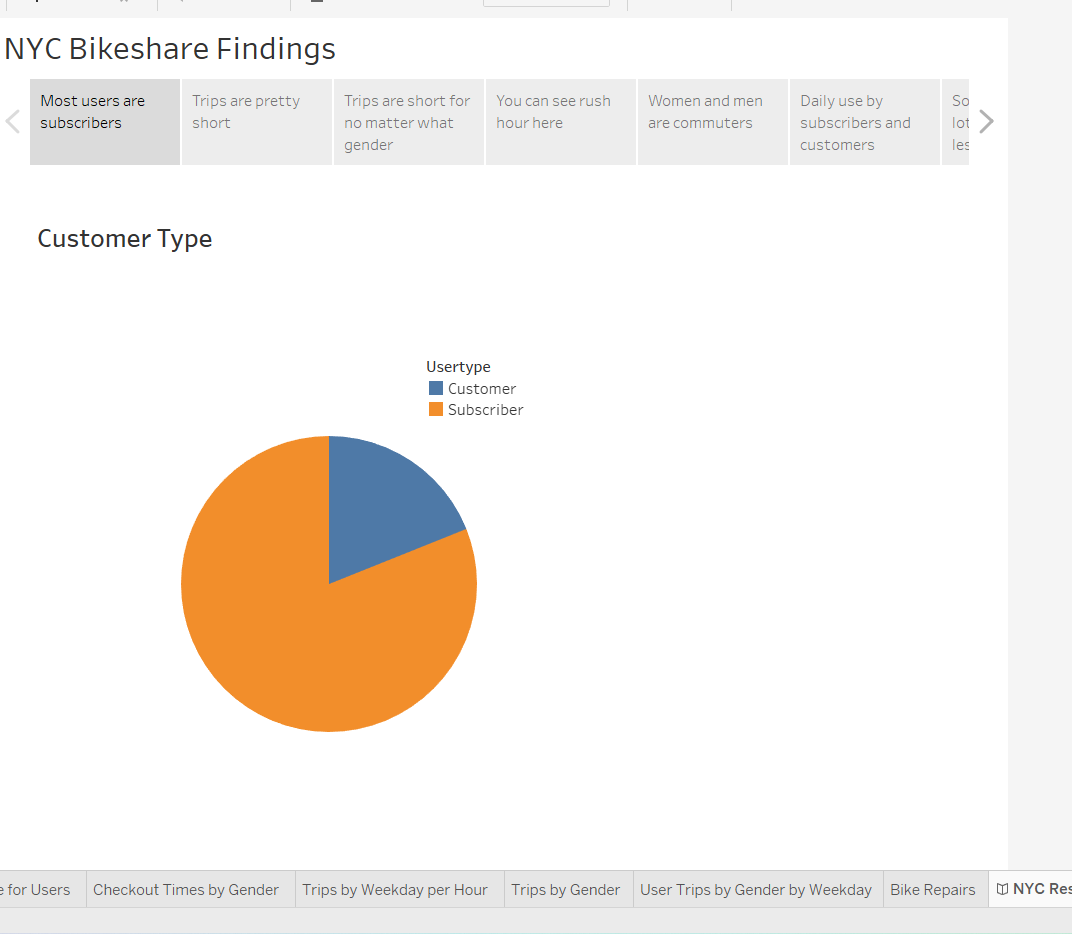 NYC Bikeshare Findings
Most users are
subscribers
Trips are pretty
short
Trips are short for
no matter what
gender
You can see rush
hour here
Women and men
are commuters
Daily use by
subscribers and
customers
So
lot
les
Customer Type
Usertype
Customer
Subscriber
e for Users
Checkout Times by Gender
Trips by Weekday per Hour
Trips by Gender
User Trips by Gender by Weekday
Bike Repairs
NYC Res